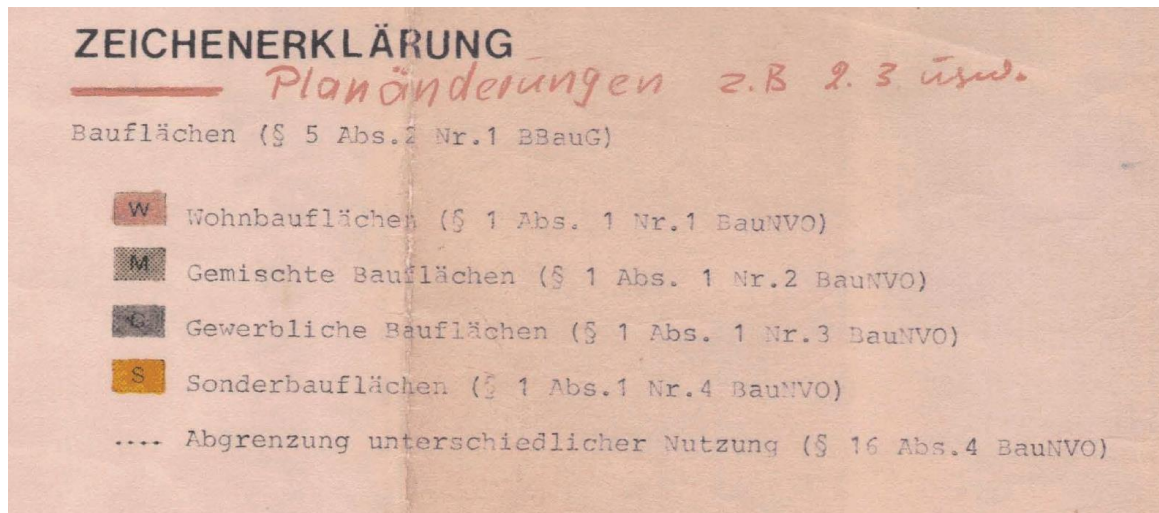 ZEICHENERKLÄRUNG
Planänderungen z.B 2.3 usw.
Bauflächen (§ 5 Abs.2 Nr.1 BBauG)
W Wohnbauflächen (§ 1 Abs. 1 Nr.1 BauNVO)
M Gemischte Bauflächen (§ 1 Abs. 1 Nr.2 BauNVO)
G Gewerbliche Bauflächen (§ 1 Abs. 1 Nr.3 BauNVO)
S Sonderbauflächen (§ 1 Abs.1 Nr.4 BauNVO)
.... Abgrenzung unterschiedlicher Nutzung (§ 16 Abs.4 BauNVO)